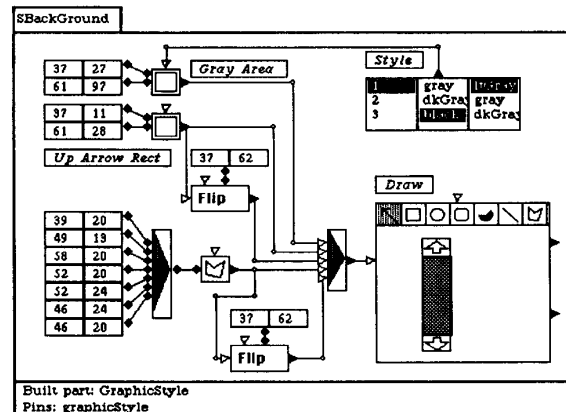 SBackGround
37 27
61 97
Gray Area
Style
1 gray ltGray
2 dkGray gray
3 black dkGray
37 11
61 28
Up Arrow Rect
37 62
Flip
Draw
39 20
49 13
58 20
52 20
52 24
46 24
46 20
37 62
Flip
Built part: GraphicStyle
Pins: graphicStyle